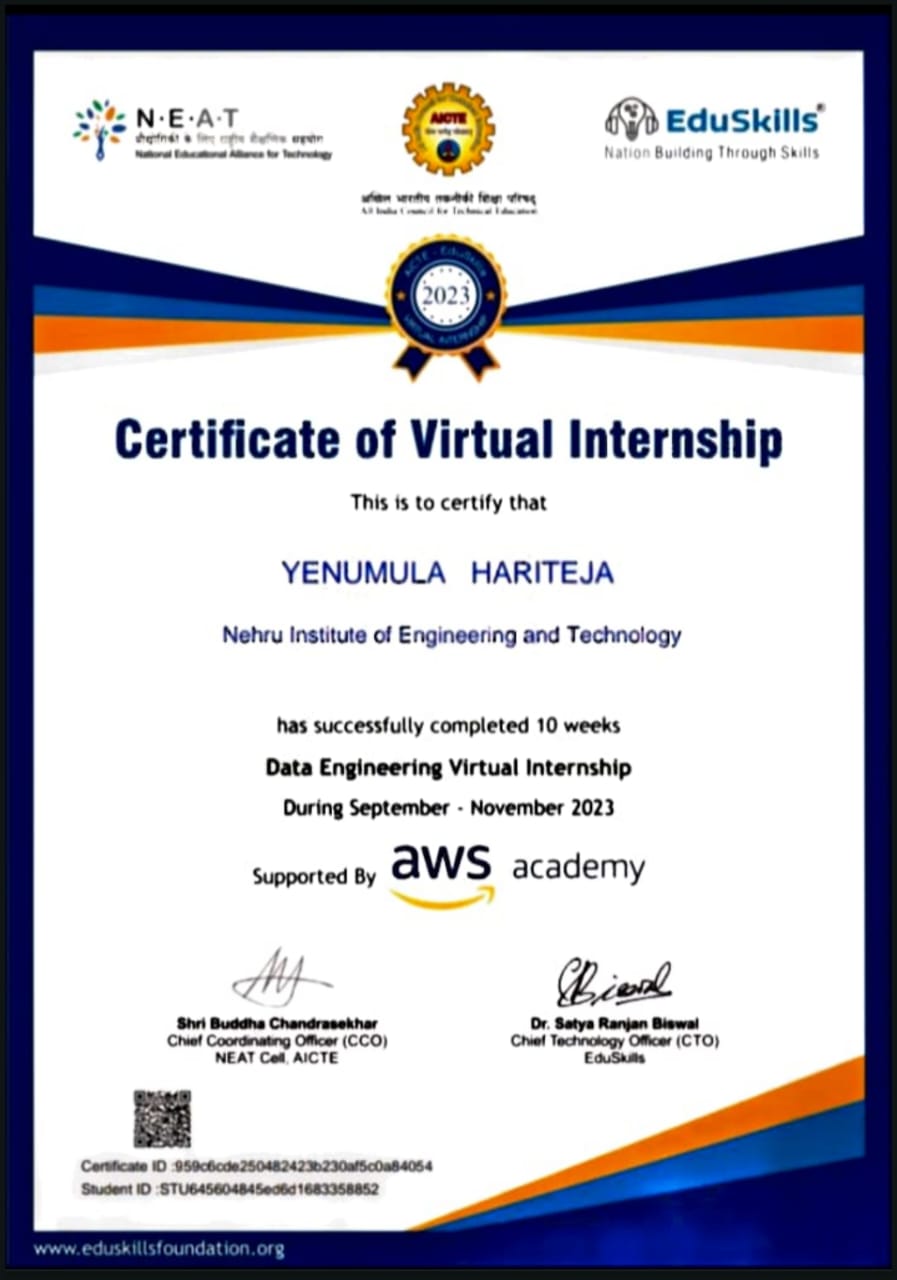 N·E·A·T
National Educational Alliance for Technology
AICTE
अखिल भारतीय तकनीकी शिक्षा परिषद्
All India Council for Technical Education
EduSkills®
Nation Building Through Skills
AICTE - EduSkills
2023
VIRTUAL INTERNSHIP
Certificate of Virtual Internship
This is to certify that
YENUMULA HARITEJA
Nehru Institute of Engineering and Technology
has successfully completed 10 weeks
Data Engineering Virtual Internship
During September - November 2023
Supported By aws academy
Shri Buddha Chandrasekhar
Chief Coordinating Officer (CCO)
NEAT Cell, AICTE
Biswal
Dr. Satya Ranjan Biswal
Chief Technology Officer (CTO)
EduSkills
Certificate ID :959c6cde250482423b230af5c0a84054
Student ID :STU645604845ed6d1683358852
www.eduskillsfoundation.org